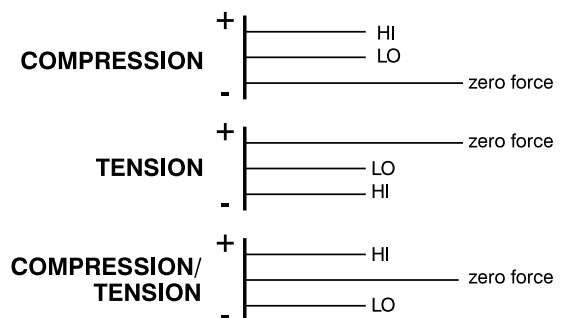 +
HI
COMPRESSION
LO
zero force
-
+
zero force
TENSION
LO
HI
-
+
HI
COMPRESSION/
TENSION
zero force
LO
-